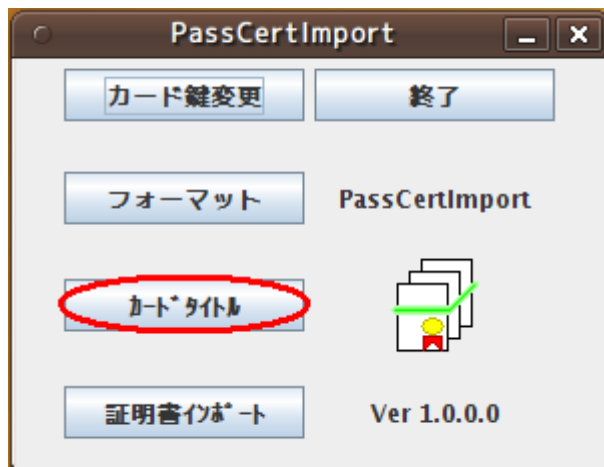 PassCertImport
カード鍵変更
終了
フォーマット
PassCertImport
ｶｰﾄﾞﾀｲﾄﾙ
証明書ｲﾝﾎﾟｰﾄ
Ver 1.0.0.0